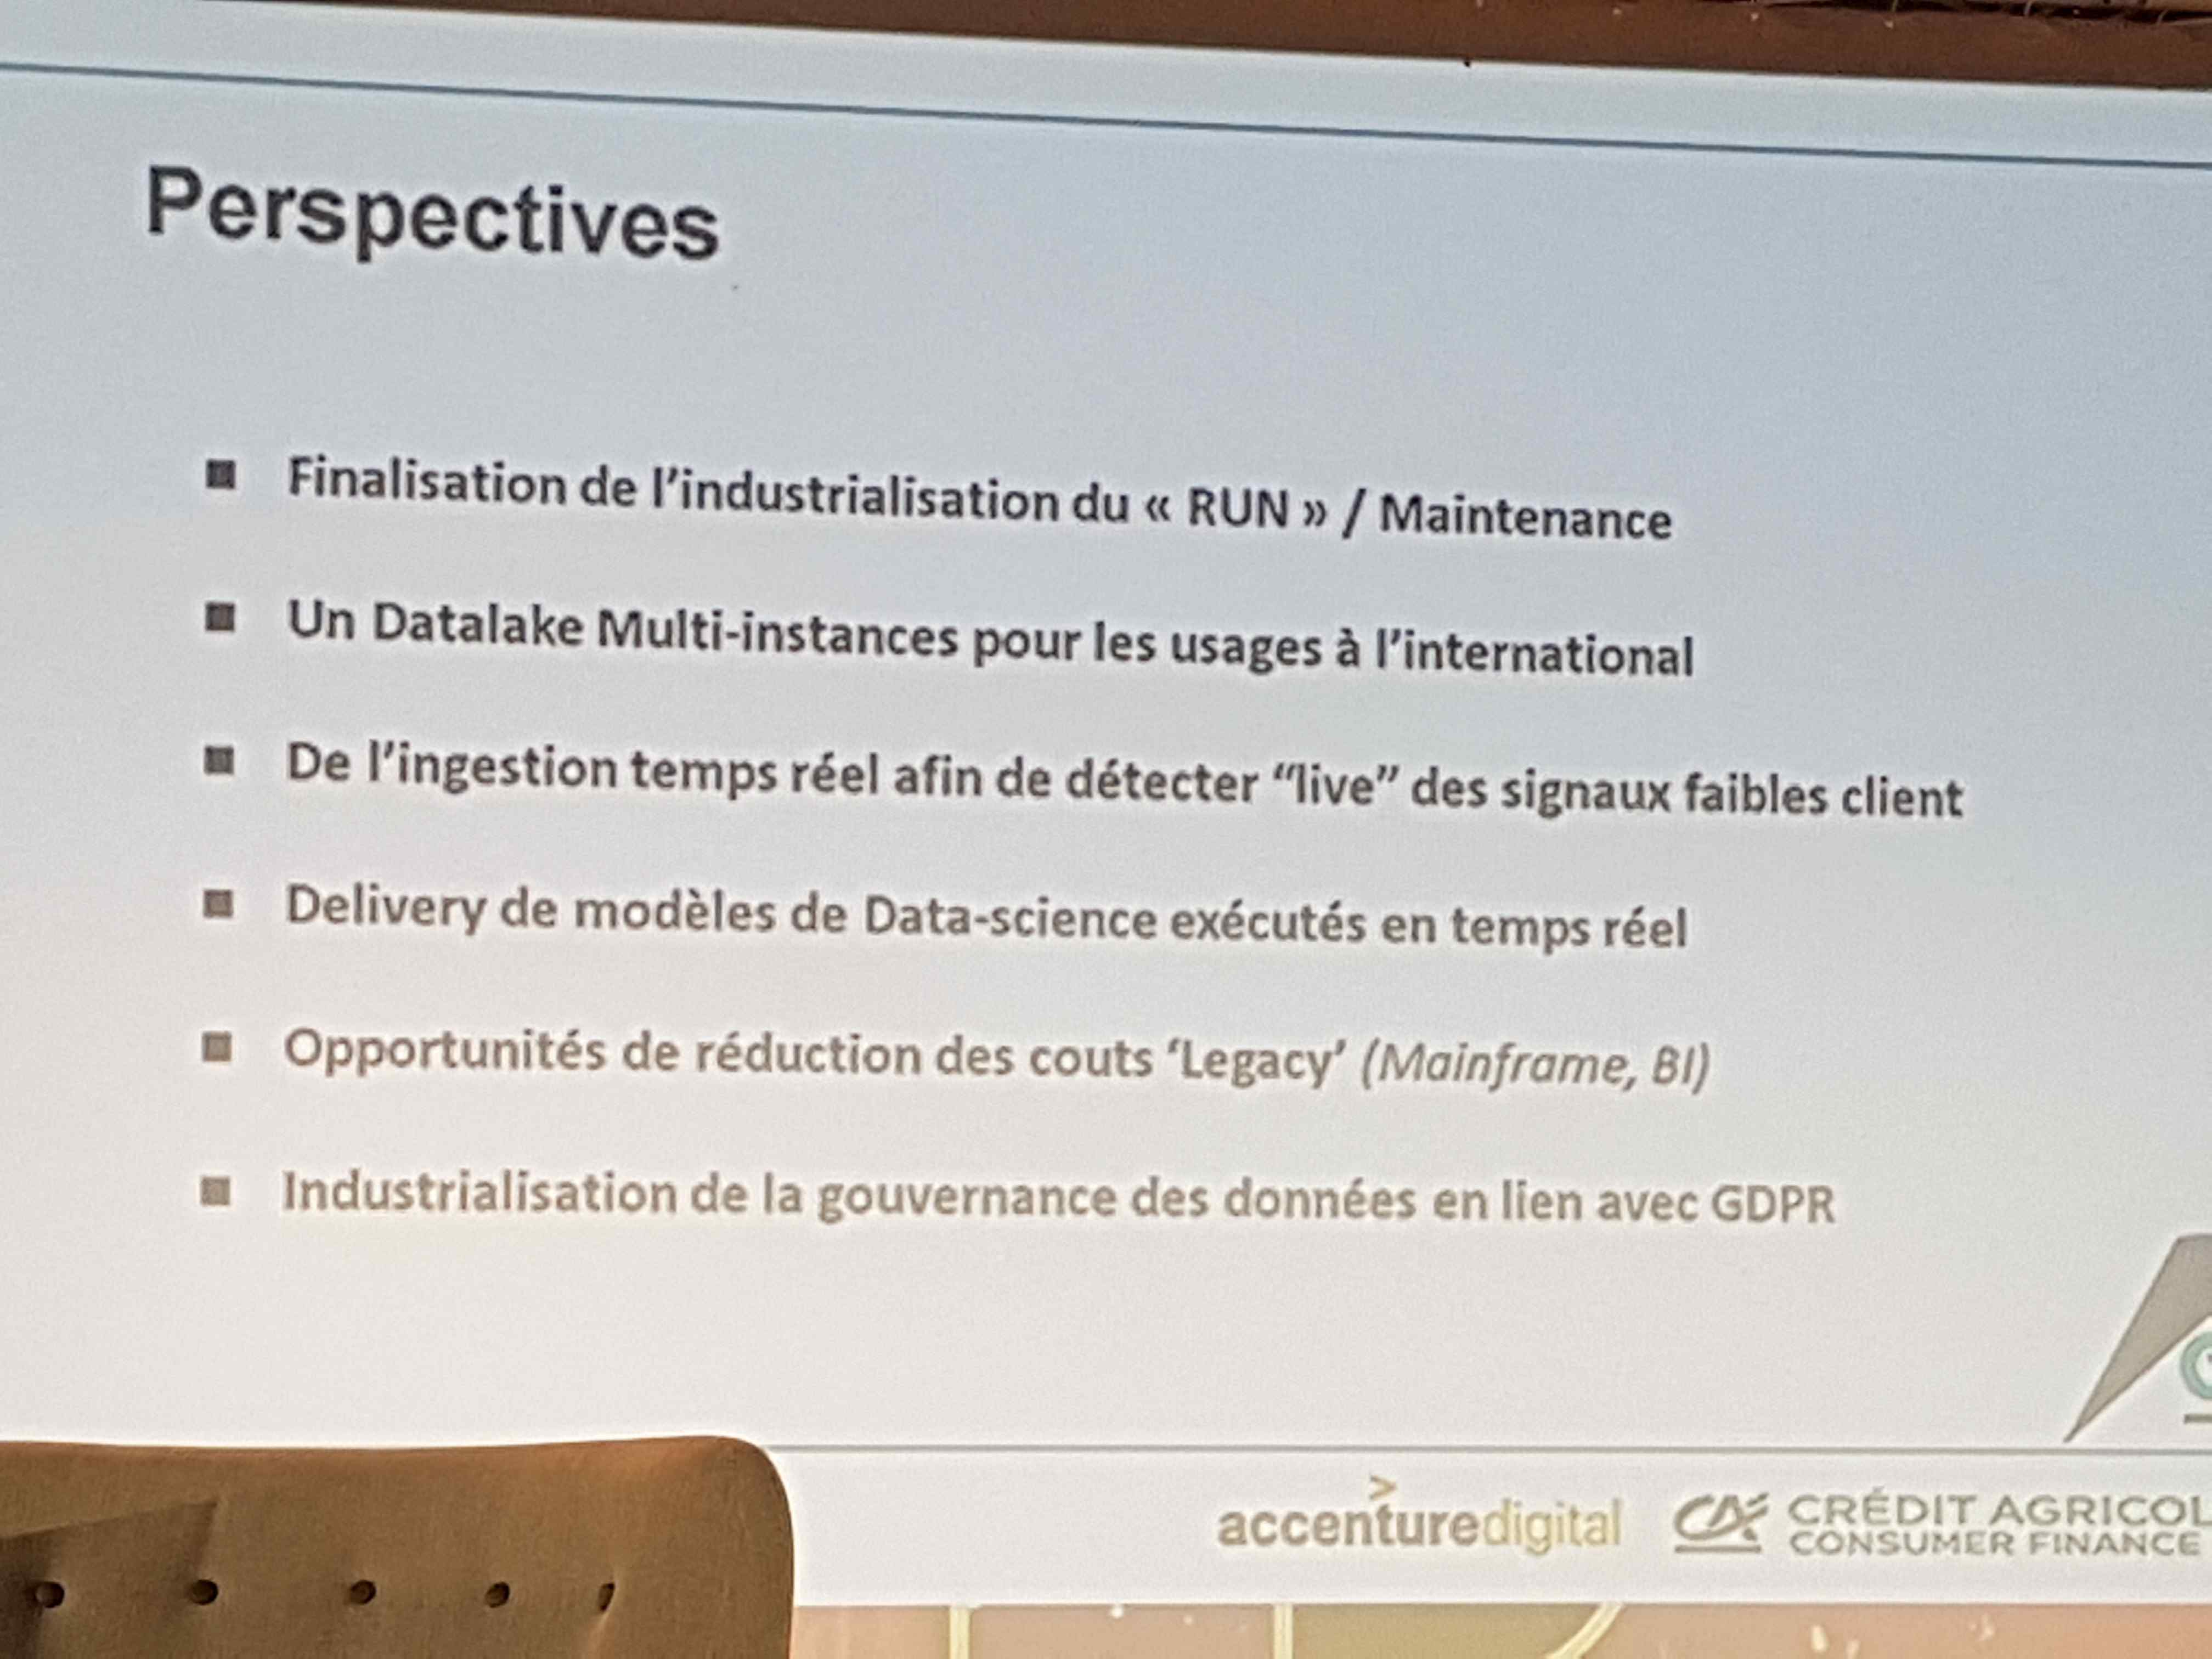 Perspectives
▪ Finalisation de l’industrialisation du « RUN » / Maintenance
▪ Un Datalake Multi-instances pour les usages à l’international
▪ De l’ingestion temps réel afin de détecter “live” des signaux faibles client
▪ Delivery de modèles de Data-science exécutés en temps réel
▪ Opportunités de réduction des couts ‘Legacy’ (Mainframe, BI)
▪ Industrialisation de la gouvernance des données en lien avec GDPR
accenturedigital
CA CRÉDIT AGRICOL
CONSUMER FINANCE